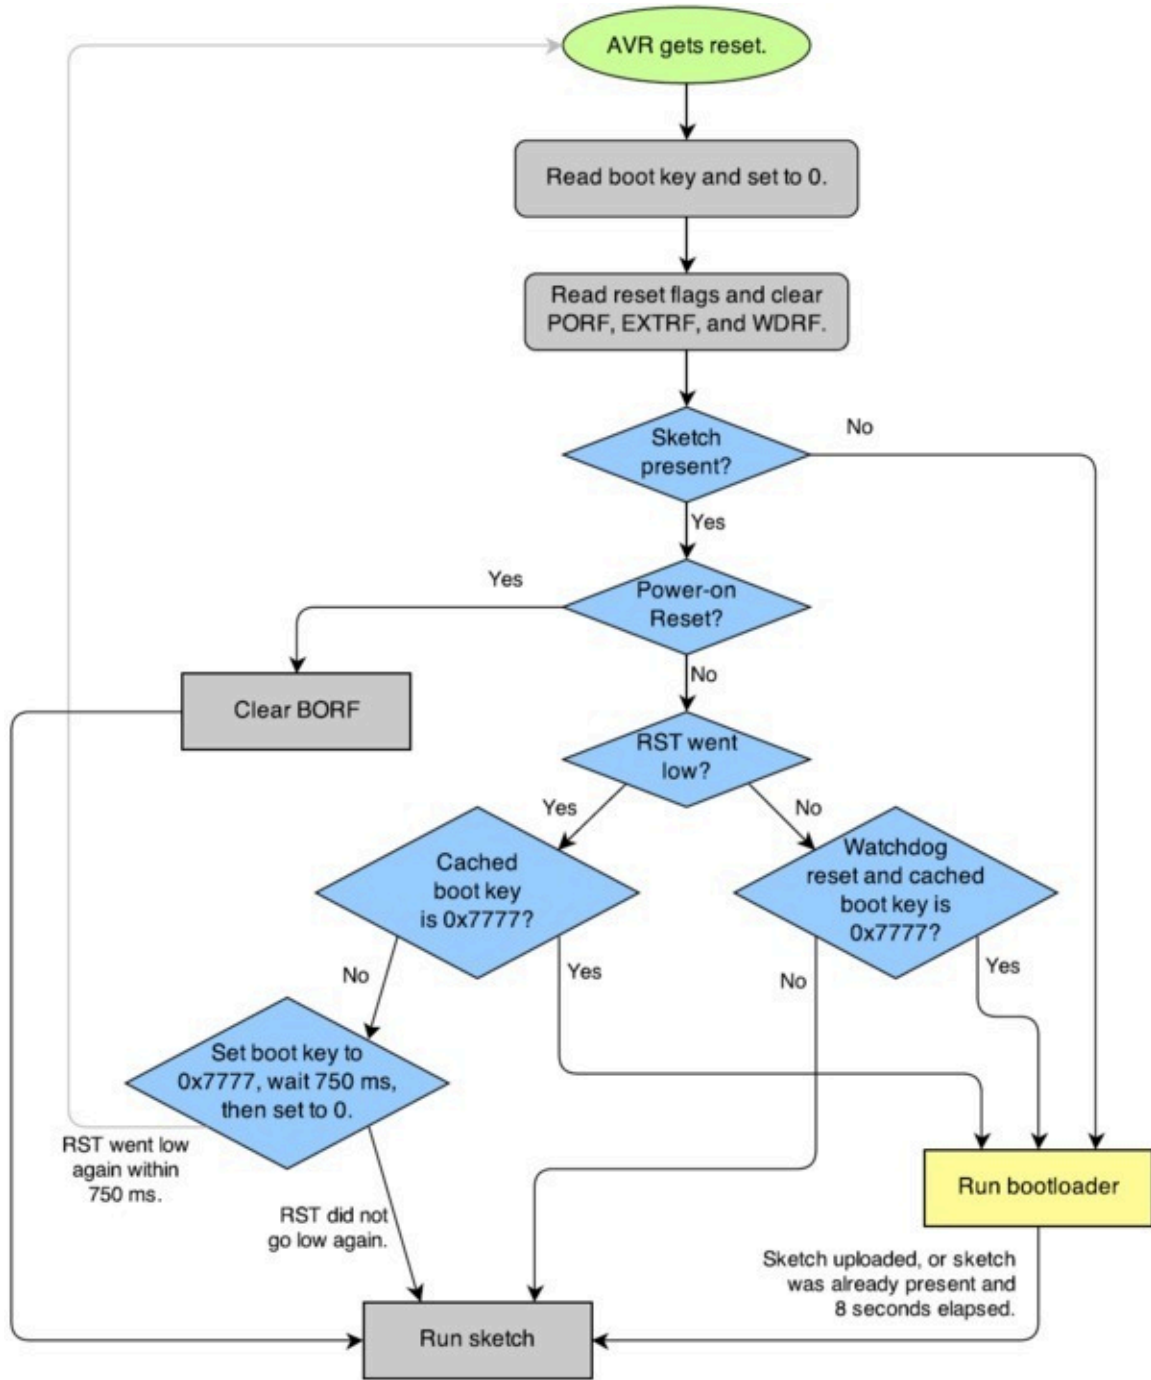 AVR gets reset.
Read boot key and set to 0.
Read reset flags and clear
PORF, EXTRF, and WDRF.
Sketch
present?
No
Yes
Power-on
Reset?
Yes
No
Clear BORF
RST went
low?
Yes
No
Cached
boot key
is 0x7777?
Watchdog
reset and cached
boot key is
0x7777?
No
Yes
No
Yes
Set boot key to
0x7777, wait 750 ms,
then set to 0.
RST went low
again within
750 ms.
RST did not
go low again.
Run bootloader
Sketch uploaded, or sketch
was already present and
8 seconds elapsed.
Run sketch